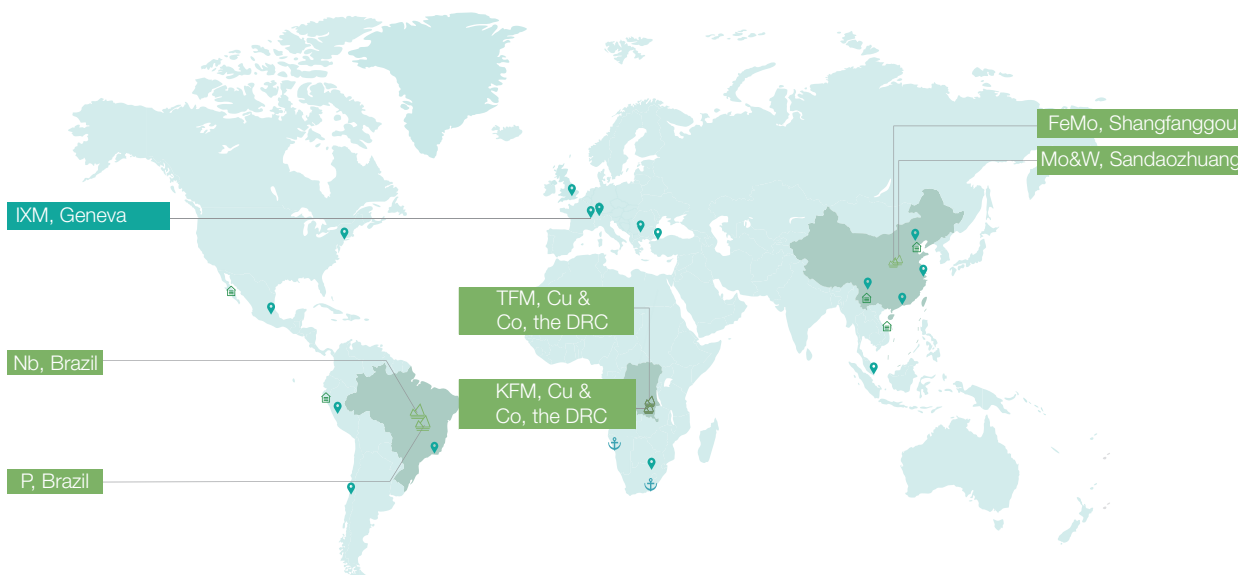 FeMo, Shangfanggou
Mo&W, Sandaozhuang
IXM, Geneva
TFM, Cu &
Co, the DRC
Nb, Brazil
KFM, Cu &
Co, the DRC
P, Brazil